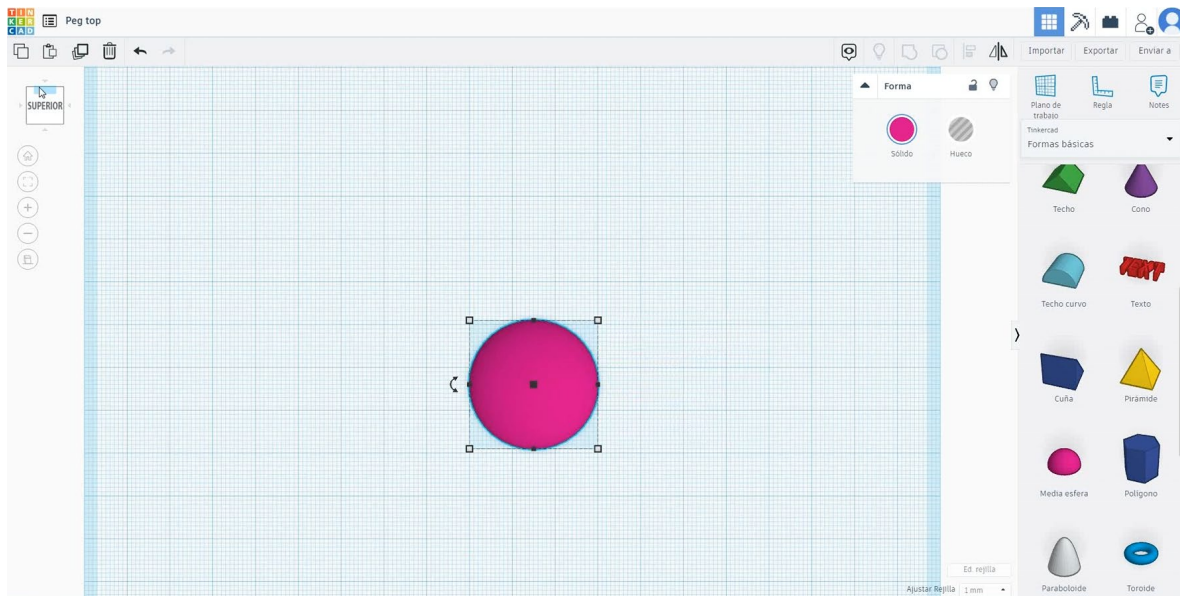 TIN
KER
CAD
Peg top
Importar
Exportar
Enviar a
SUPERIOR
Forma
Sólido
Hueco
Plano de
trabajo
Regla
Notes
Tinkercad
Formas básicas
Techo
Cono
TEXT
Techo curvo
Texto
Cuña
Pirámide
Media esfera
Polígono
Paraboloide
Toroide
Ed. rejilla
Ajustar Rejilla
1 mm